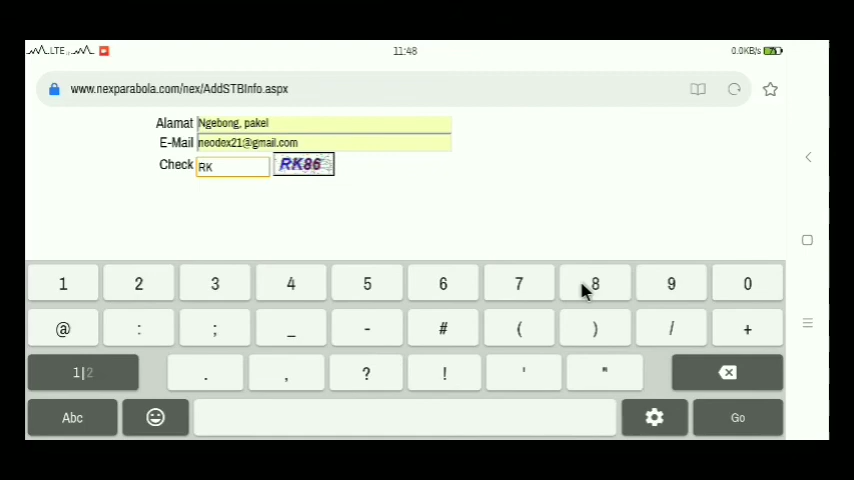 LTE 11:48 0.0KB/s
www.nexparabola.com/nex/AddSTBInfo.aspx
Alamat Ngebong, pakel
E-Mail neodex21@gmail.com
Check RK RK86
1 2 3 4 5 6 7 8 9 0
@ : ; _ - # ( ) / +
1|2 . , ? ! ' "
Abc Go